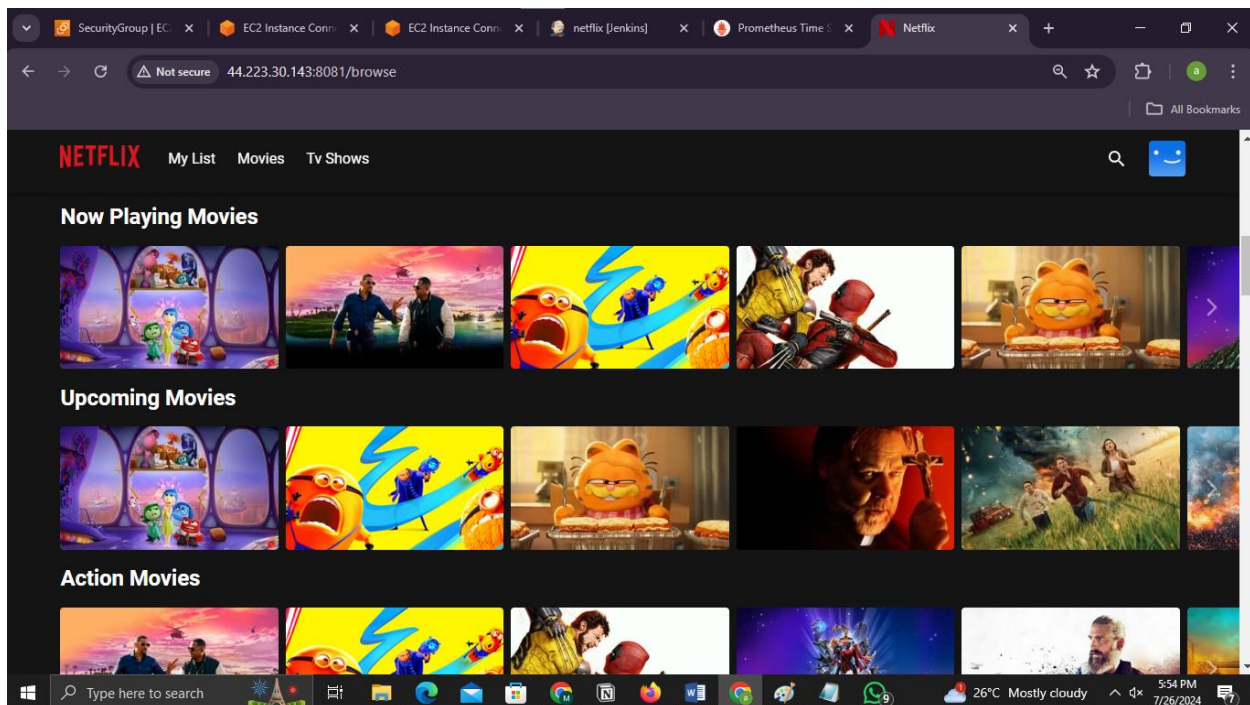 SecurityGroup | EC
EC2 Instance Conn
EC2 Instance Conn
netflix [Jenkins]
Prometheus Time S
Netflix
Not secure
44.223.30.143:8081/browse
a
All Bookmarks
NETFLIX
My List
Movies
Tv Shows
Now Playing Movies
Upcoming Movies
Action Movies
Type here to search
26°C Mostly cloudy
5:54 PM
7/26/2024